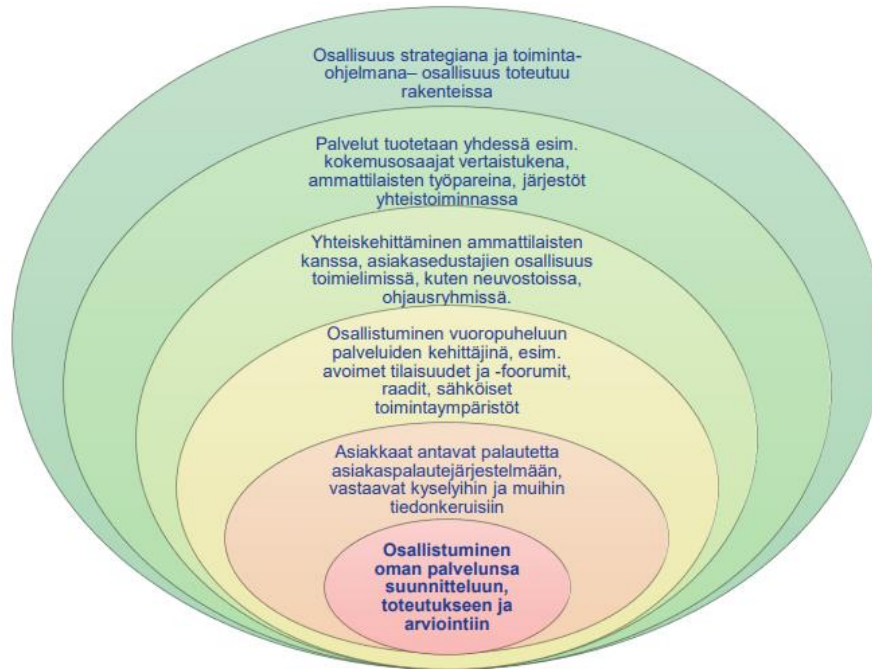 Osallisuus strategiana ja toiminta-
ohjelmana– osallisuus toteutuu
rakenteissa
Palvelut tuotetaan yhdessä esim.
kokemusosaajat vertaistukena,
ammattilaisten työpareina, järjestöt
yhteistoiminnassa
Yhteiskehittäminen ammattilaisten
kanssa, asiakasedustajien osallisuus
toimielimissä, kuten neuvostoissa,
ohjausryhmissä.
Osallistuminen vuoropuheluun
palveluiden kehittäjinä, esim.
avoimet tilaisuudet ja -foorumit,
raadit, sähköiset
toimintaympäristöt
Asiakkaat antavat palautetta
asiakaspalautejärjestelmään,
vastaavat kyselyihin ja muihin
tiedonkeruisiin
Osallistuminen
oman palvelunsa
suunnitteluun,
toteutukseen ja
arviointiin